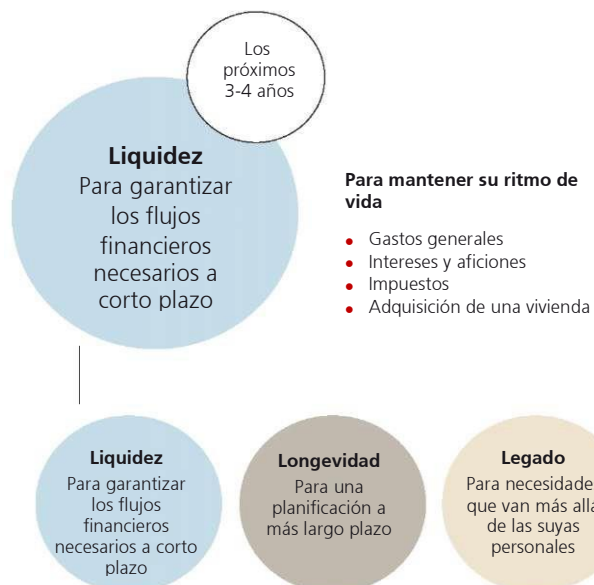 Los
próximos
3-4 años
Liquidez
Para garantizar
los flujos
financieros
necesarios a
corto plazo
Para mantener su ritmo de
vida
• Gastos generales
• Intereses y aficiones
• Impuestos
• Adquisición de una vivienda
Liquidez
Para garantizar
los flujos
financieros
necesarios a corto
plazo
Longevidad
Para una
planificación a
más largo plazo
Legado
Para necesidade
que van más allá
de las suyas
personales